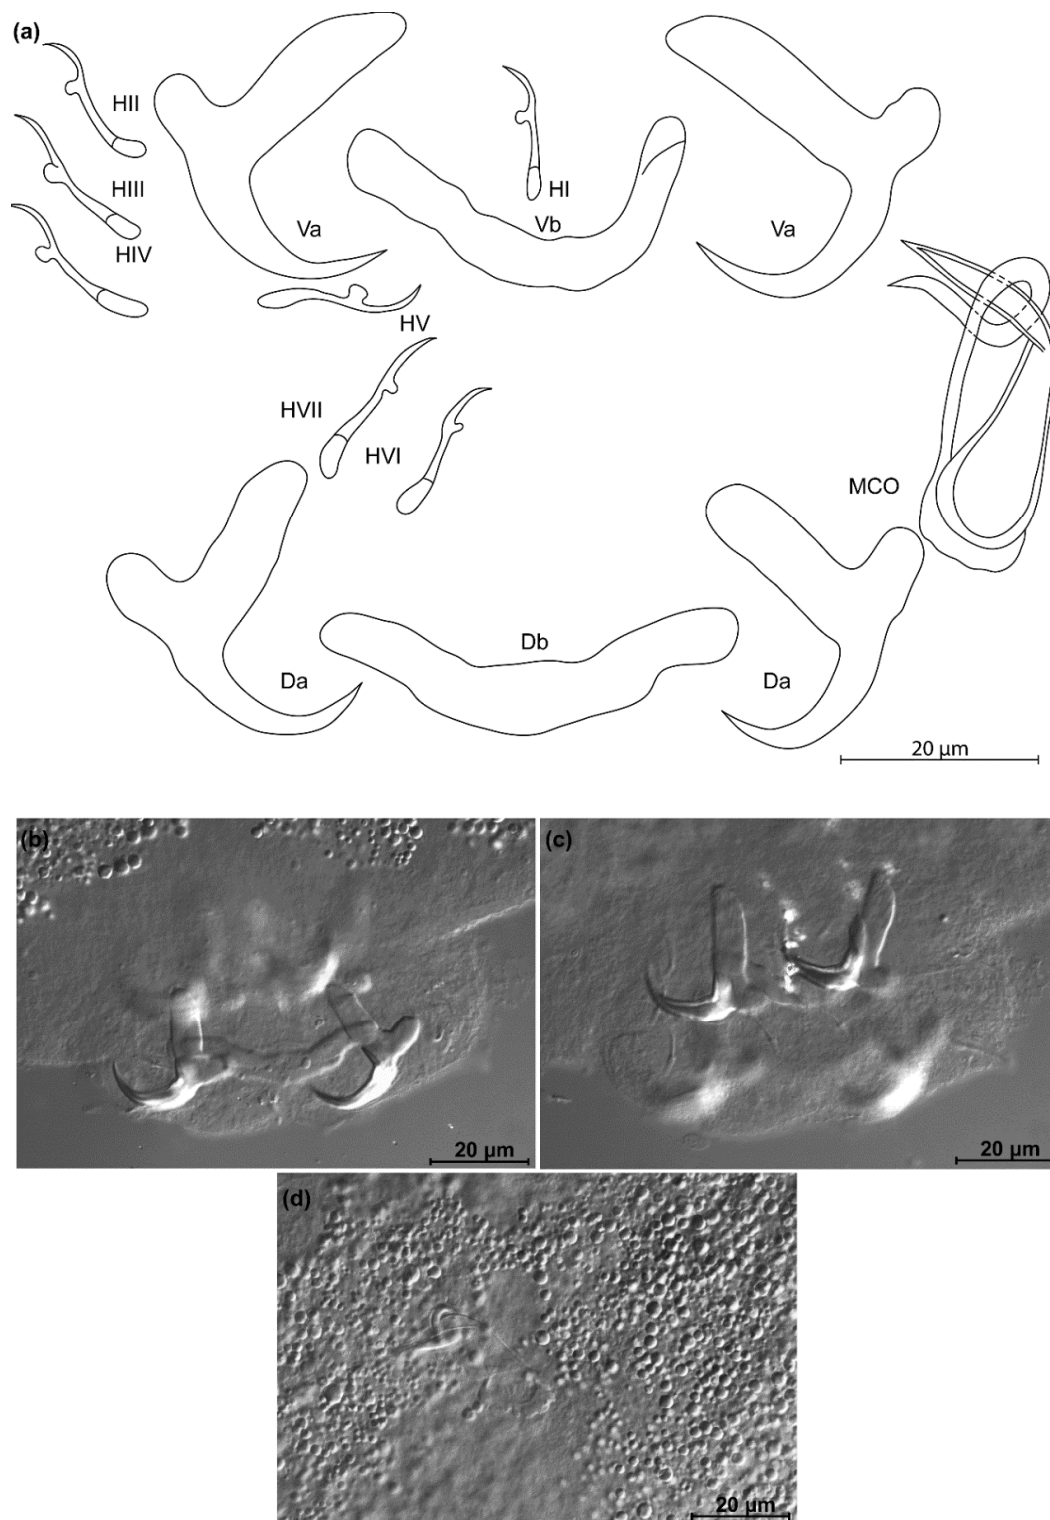 (a)
HII
HIII
HIV
HI
Va
Vb
Va
HV
HVII
HVI
MCO
Db
Da
Da
20 µm
(b)
(c)
20 µm
20 µm
(d)
20 µm